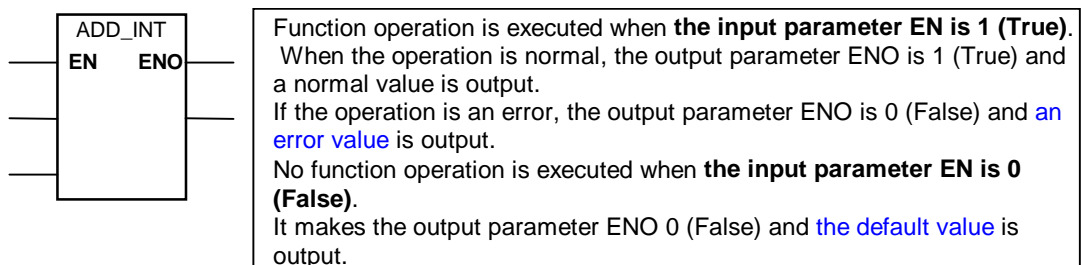 ADD_INT
EN ENO
Function operation is executed when the input parameter EN is 1 (True).
When the operation is normal, the output parameter ENO is 1 (True) and
a normal value is output.
If the operation is an error, the output parameter ENO is 0 (False) and an
error value is output.
No function operation is executed when the input parameter EN is 0
(False).
It makes the output parameter ENO 0 (False) and the default value is
output.